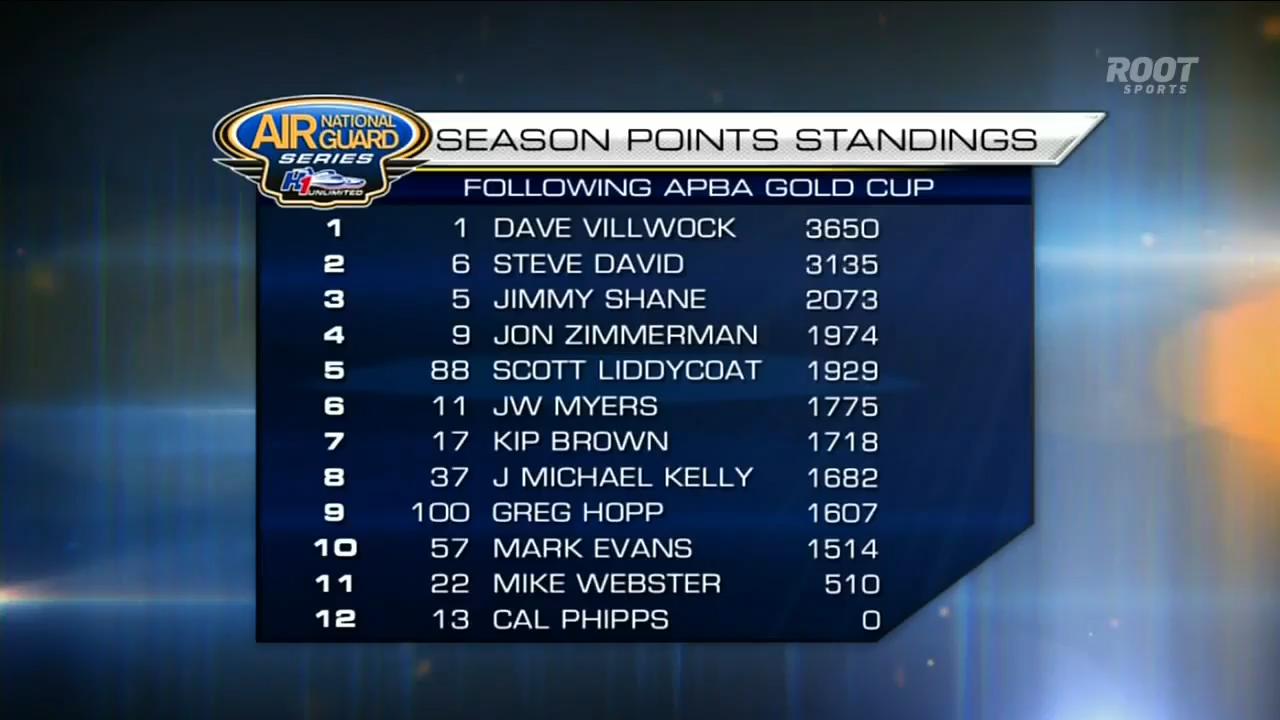 ROOT
SPORTS
AIR NATIONAL GUARD
SERIES
H1
UNLIMITED
SEASON POINTS STANDINGS
FOLLOWING APBA GOLD CUP
1 1 DAVE VILLWOCK 3650
2 6 STEVE DAVID 3135
3 5 JIMMY SHANE 2073
4 9 JON ZIMMERMAN 1974
5 88 SCOTT LIDDYCOAT 1929
6 11 JW MYERS 1775
7 17 KIP BROWN 1718
8 37 J MICHAEL KELLY 1682
9 100 GREG HOPP 1607
10 57 MARK EVANS 1514
11 22 MIKE WEBSTER 510
12 13 CAL PHIPPS 0